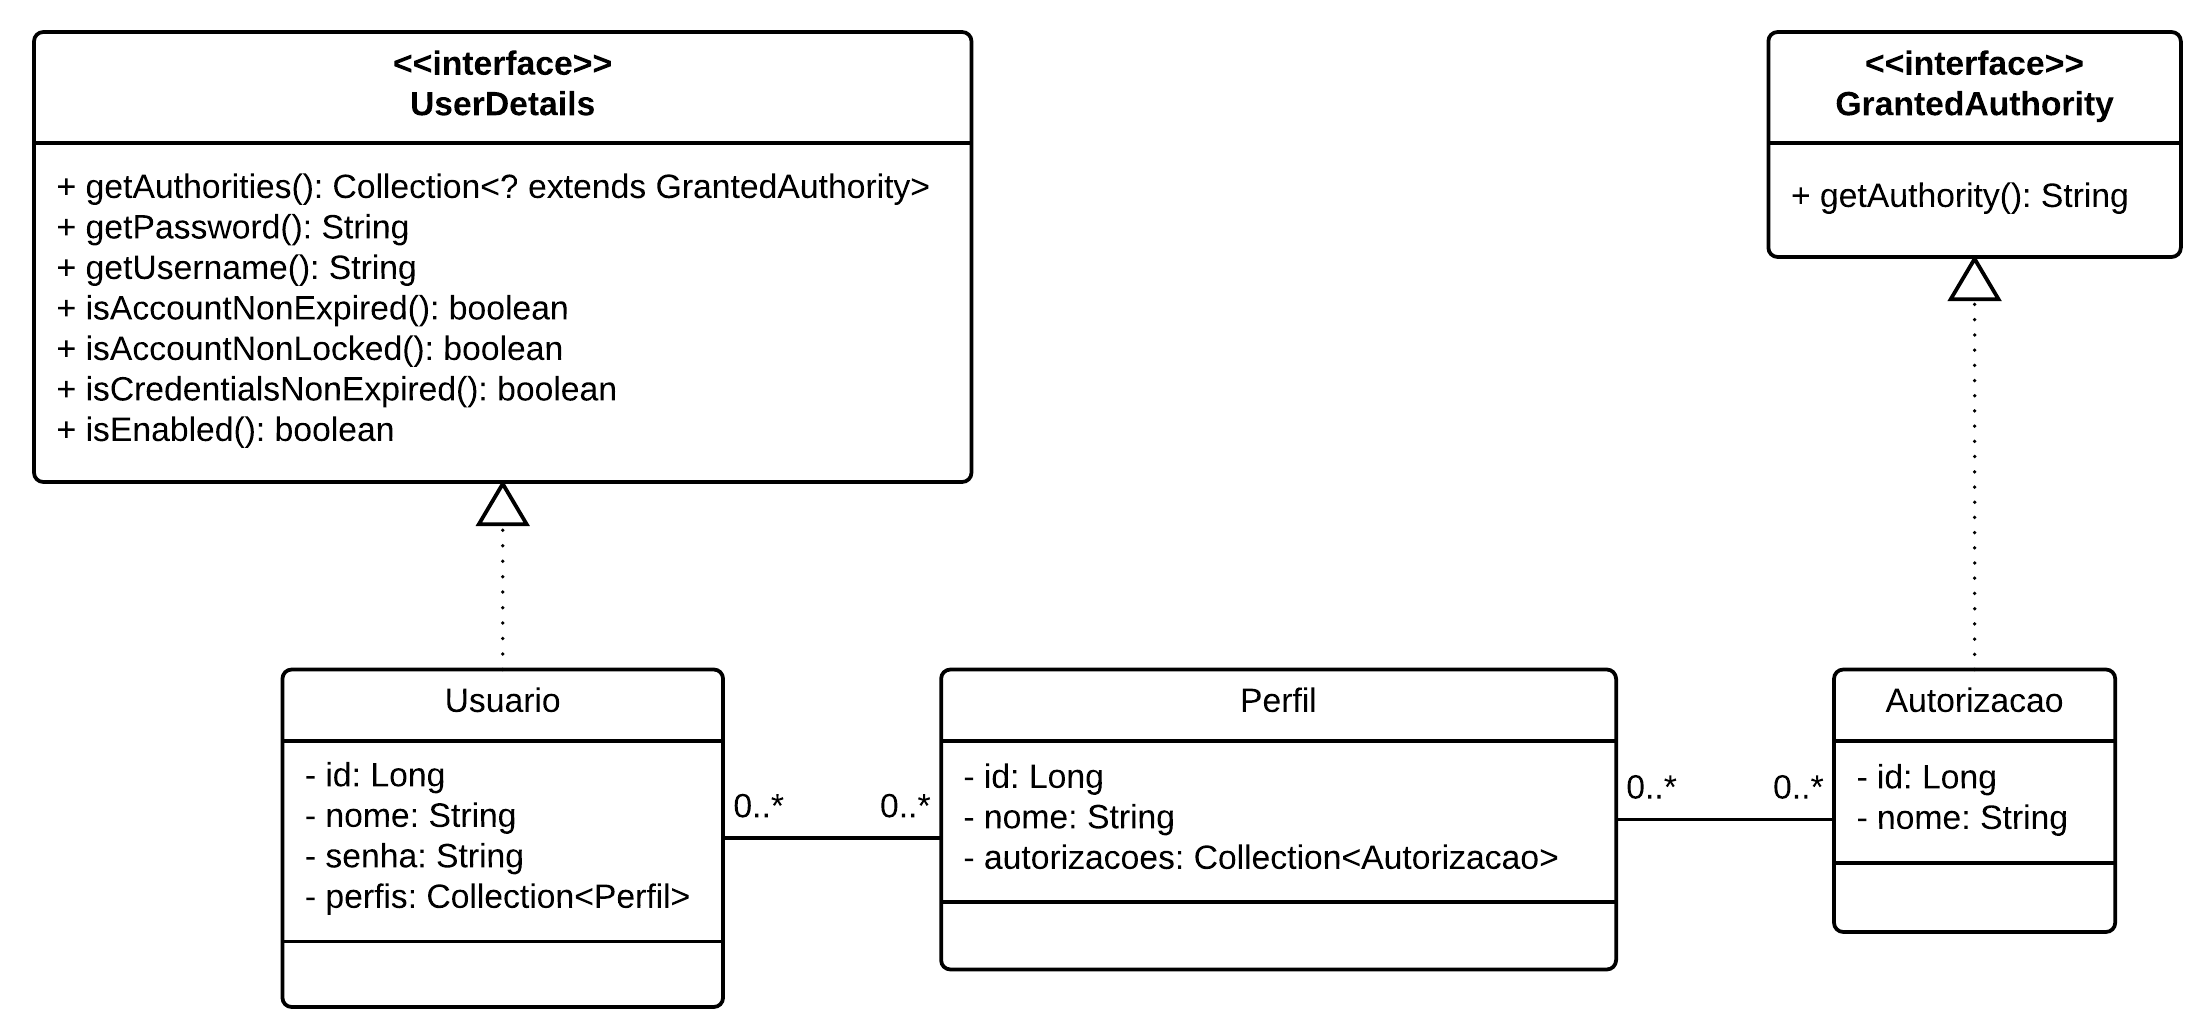 <<interface>>
UserDetails
+ getAuthorities(): Collection<? extends GrantedAuthority>
+ getPassword(): String
+ getUsername(): String
+ isAccountNonExpired(): boolean
+ isAccountNonLocked(): boolean
+ isCredentialsNonExpired(): boolean
+ isEnabled(): boolean
<<interface>>
GrantedAuthority
+ getAuthority(): String
Usuario
- id: Long
- nome: String
- senha: String
- perfis: Collection<Perfil>
0..*
0..*
Perfil
- id: Long
- nome: String
- autorizacoes: Collection<Autorizacao>
0..*
0..*
Autorizacao
- id: Long
- nome: String